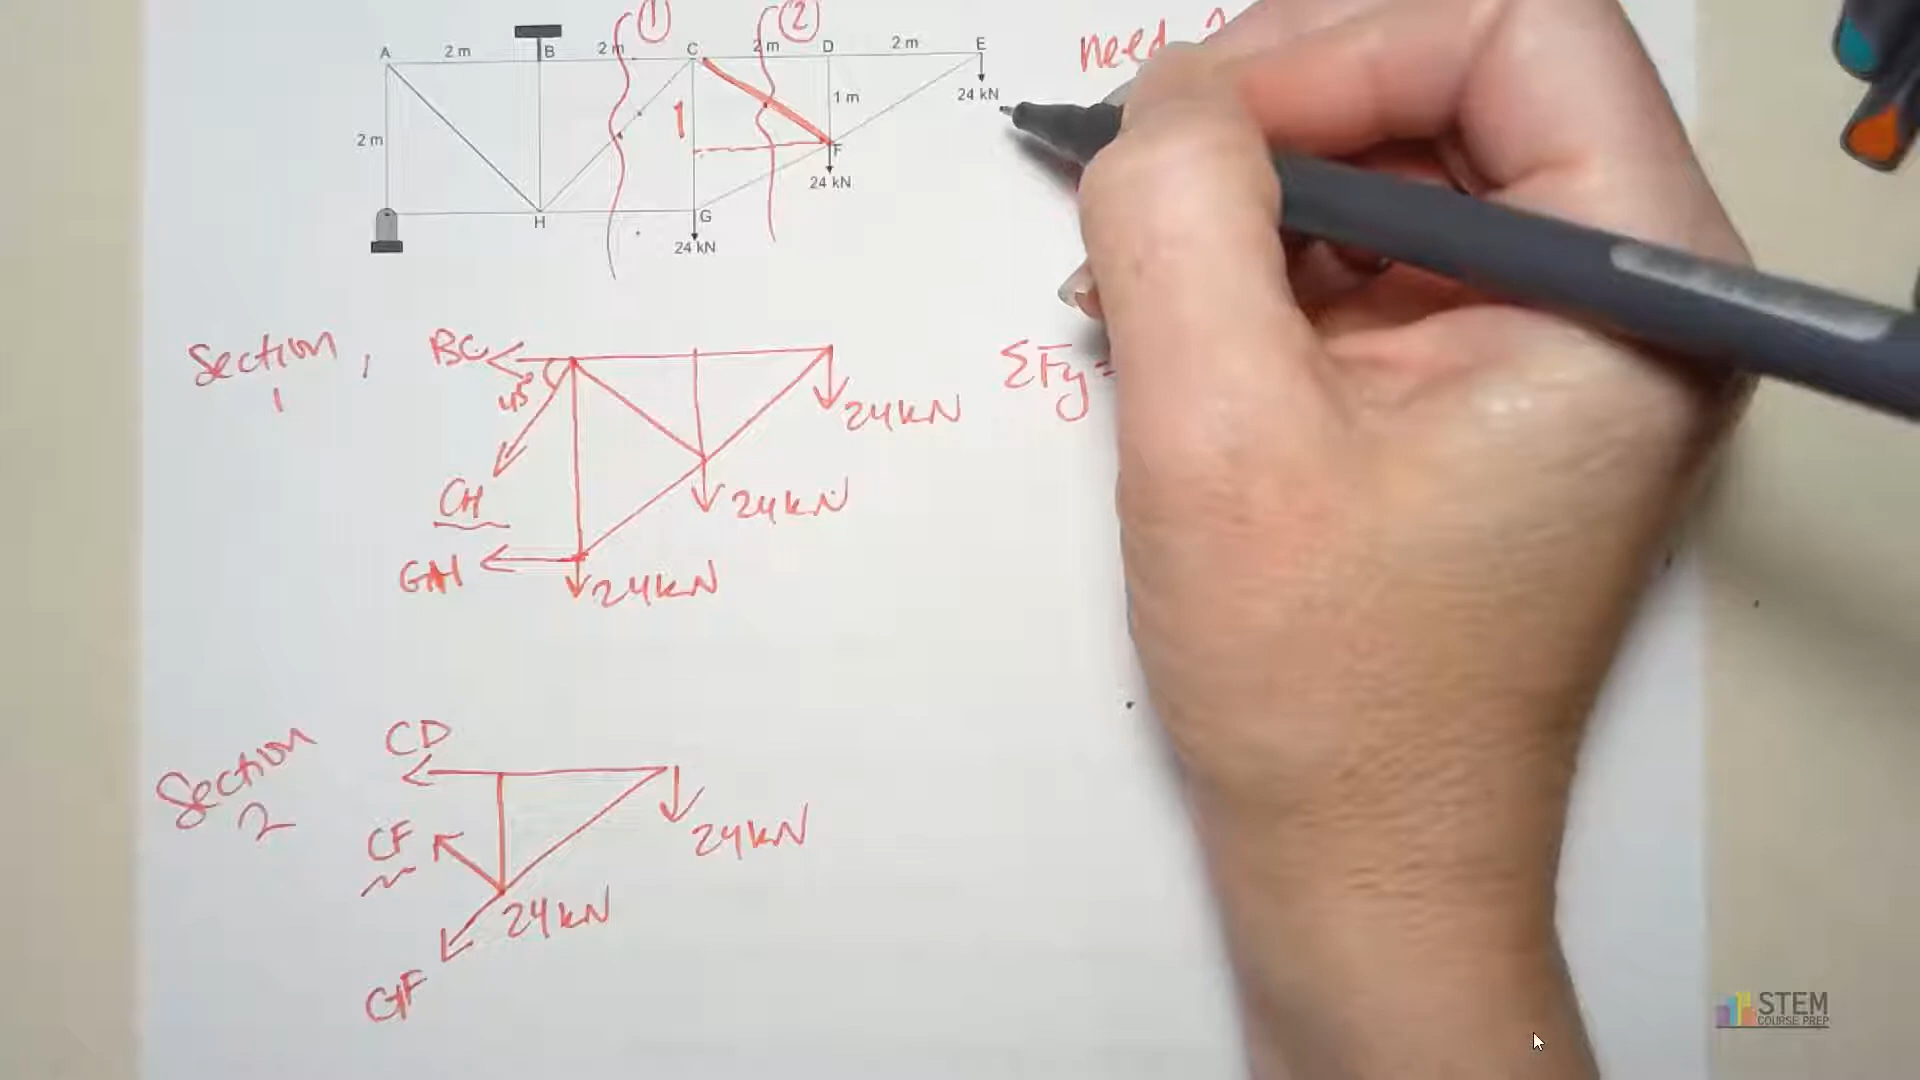 1
2
A
2 m
B
2 m
C
2 m
D
2 m
E
need
24 kN
1 m
1
2 m
F
24 kN
H
G
24 kN
Section 1
BC
45°
24kN
ΣFy=
CH
24kN
GH
24kN
Section 2
CD
CF
24kN
24kN
GF
STEM
COURSE PREP